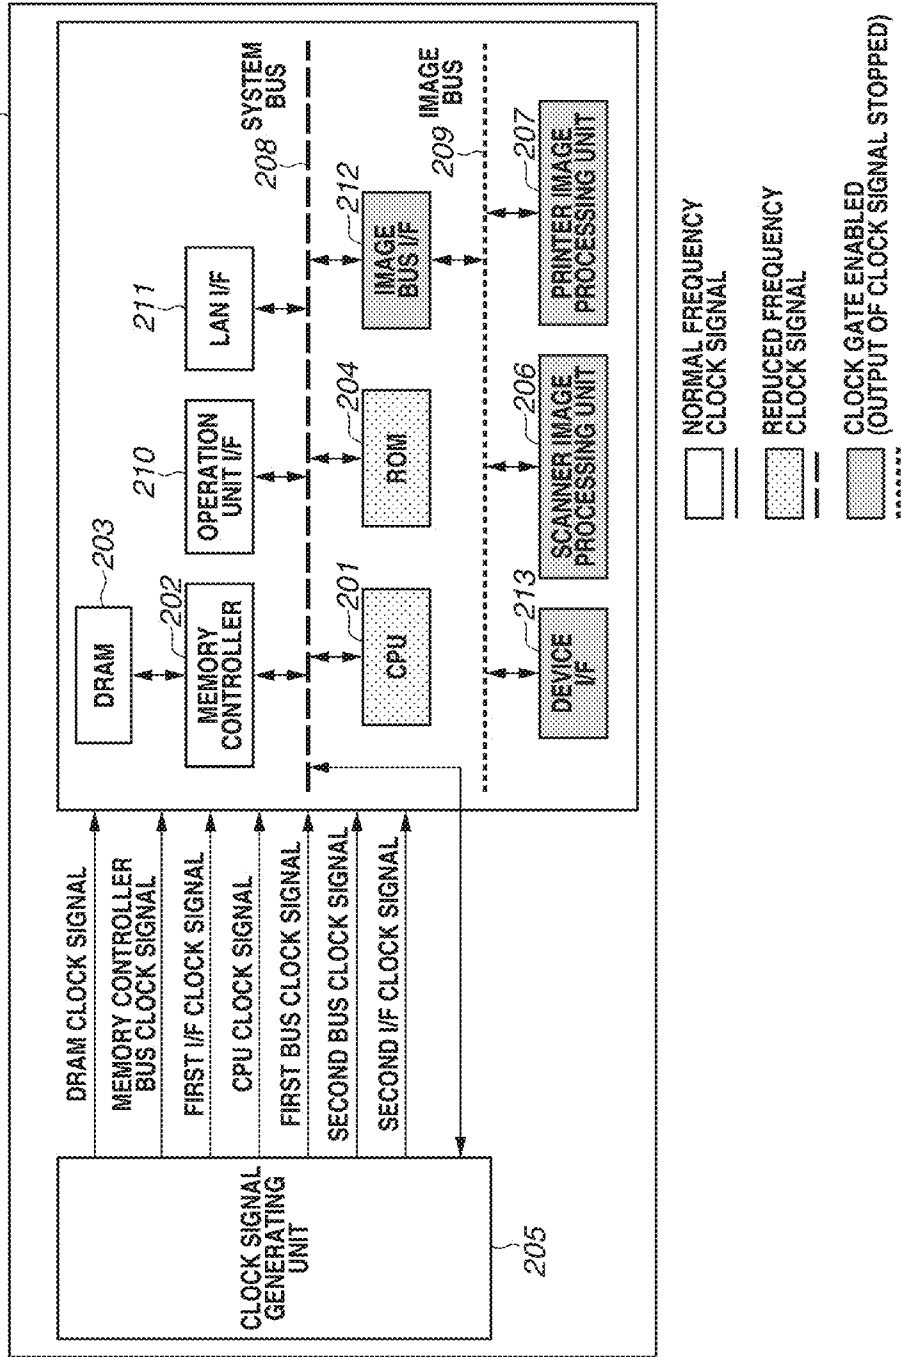 CLOCK SIGNAL
GENERATING
UNIT
205
DRAM CLOCK SIGNAL
MEMORY CONTROLLER
BUS CLOCK SIGNAL
FIRST I/F CLOCK SIGNAL
CPU CLOCK SIGNAL
FIRST BUS CLOCK SIGNAL
SECOND BUS CLOCK SIGNAL
SECOND I/F CLOCK SIGNAL
DRAM
203
MEMORY
CONTROLLER
202
OPERATION
UNIT I/F
210
LAN I/F
211
208
SYSTEM
BUS
CPU
201
ROM
204
IMAGE
BUS I/F
212
209
IMAGE
BUS
DEVICE
I/F
213
SCANNER IMAGE
PROCESSING UNIT
206
PRINTER IMAGE
PROCESSING UNIT
207
NORMAL FREQUENCY
CLOCK SIGNAL
REDUCED FREQUENCY
CLOCK SIGNAL
CLOCK GATE ENABLED
(OUTPUT OF CLOCK SIGNAL STOPPED)